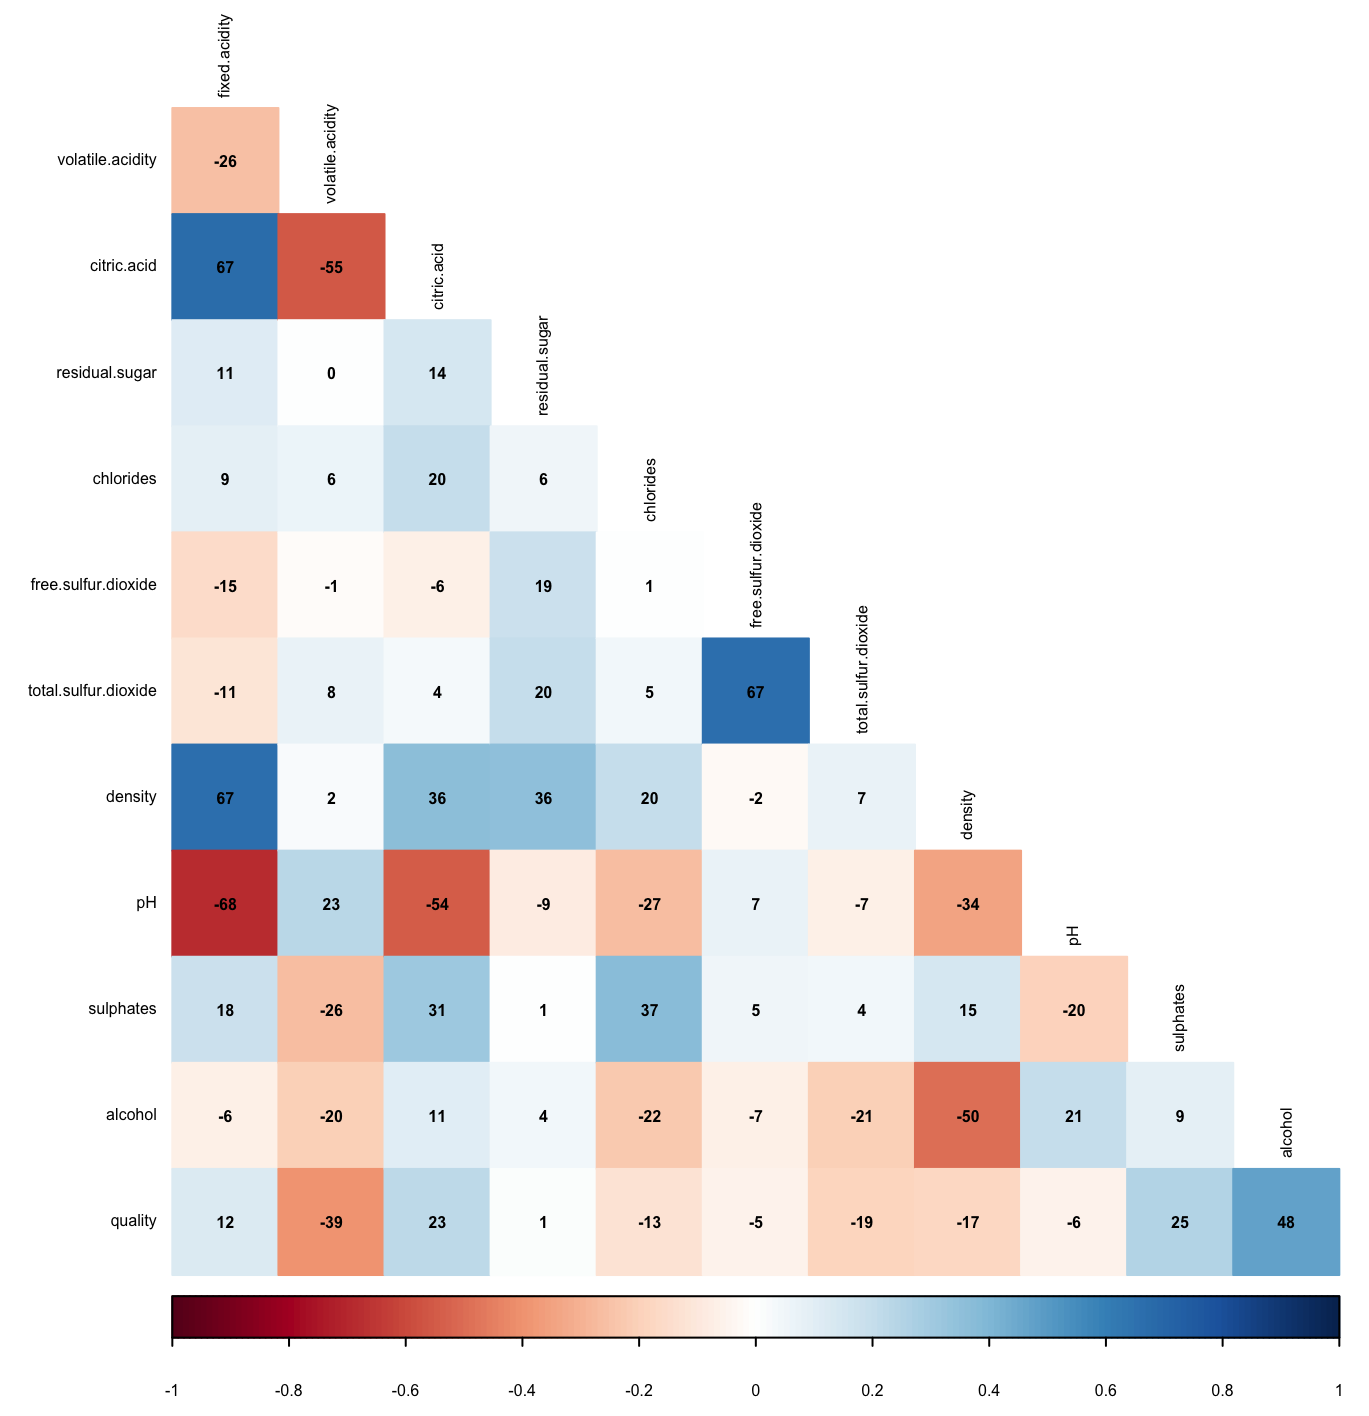 fixed.acidity
volatile.acidity -26 volatile.acidity
citric.acid 67 -55 citric.acid
residual.sugar 11 0 14 residual.sugar
chlorides 9 6 20 6 chlorides
free.sulfur.dioxide -15 -1 -6 19 1 free.sulfur.dioxide
total.sulfur.dioxide -11 8 4 20 5 67 total.sulfur.dioxide
density 67 2 36 36 20 -2 7 density
pH -68 23 -54 -9 -27 7 -7 -34 pH
sulphates 18 -26 31 1 37 5 4 15 -20 sulphates
alcohol -6 -20 11 4 -22 -7 -21 -50 21 9 alcohol
quality 12 -39 23 1 -13 -5 -19 -17 -6 25 48
-1 -0.8 -0.6 -0.4 -0.2 0 0.2 0.4 0.6 0.8 1